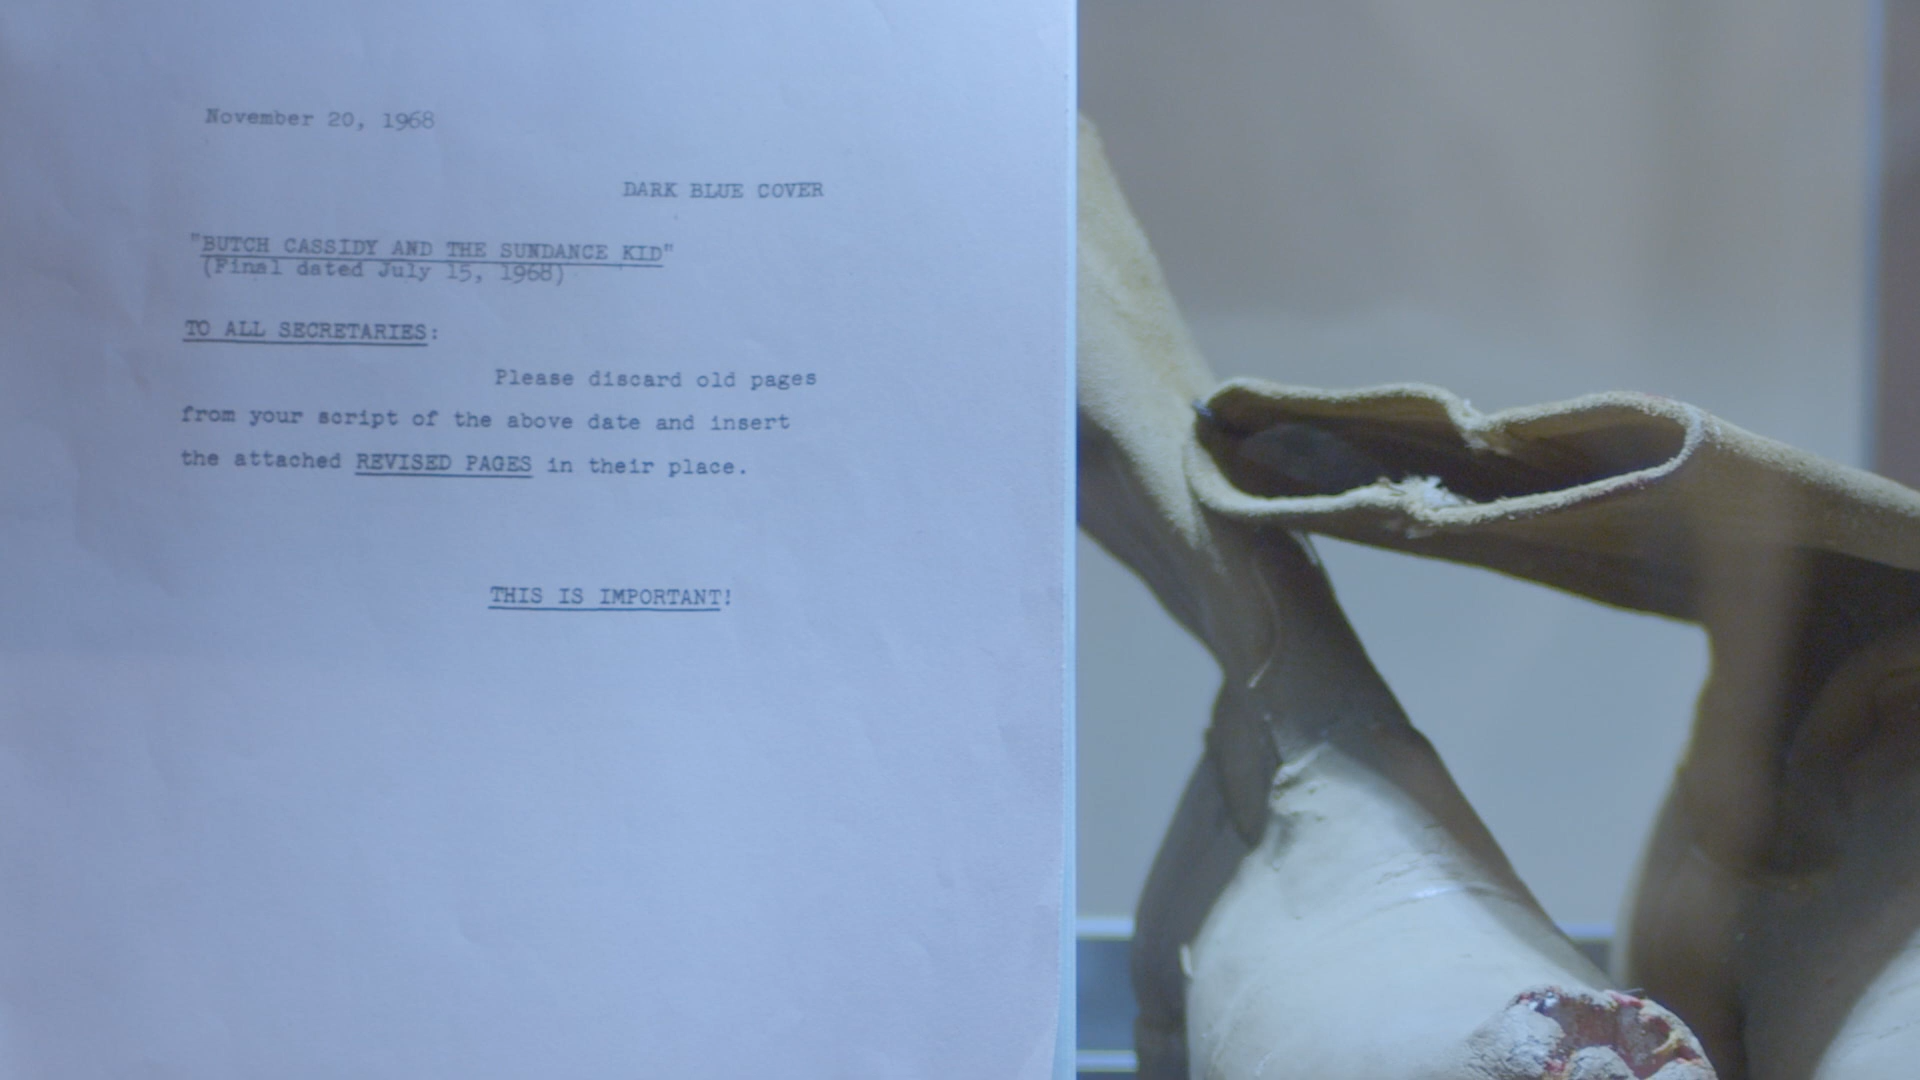 November 20, 1968
DARK BLUE COVER
"BUTCH CASSIDY AND THE SUNDANCE KID"
(Final dated July 15, 1968)
TO ALL SECRETARIES:
Please discard old pages
from your script of the above date and insert
the attached REVISED PAGES in their place.
THIS IS IMPORTANT!